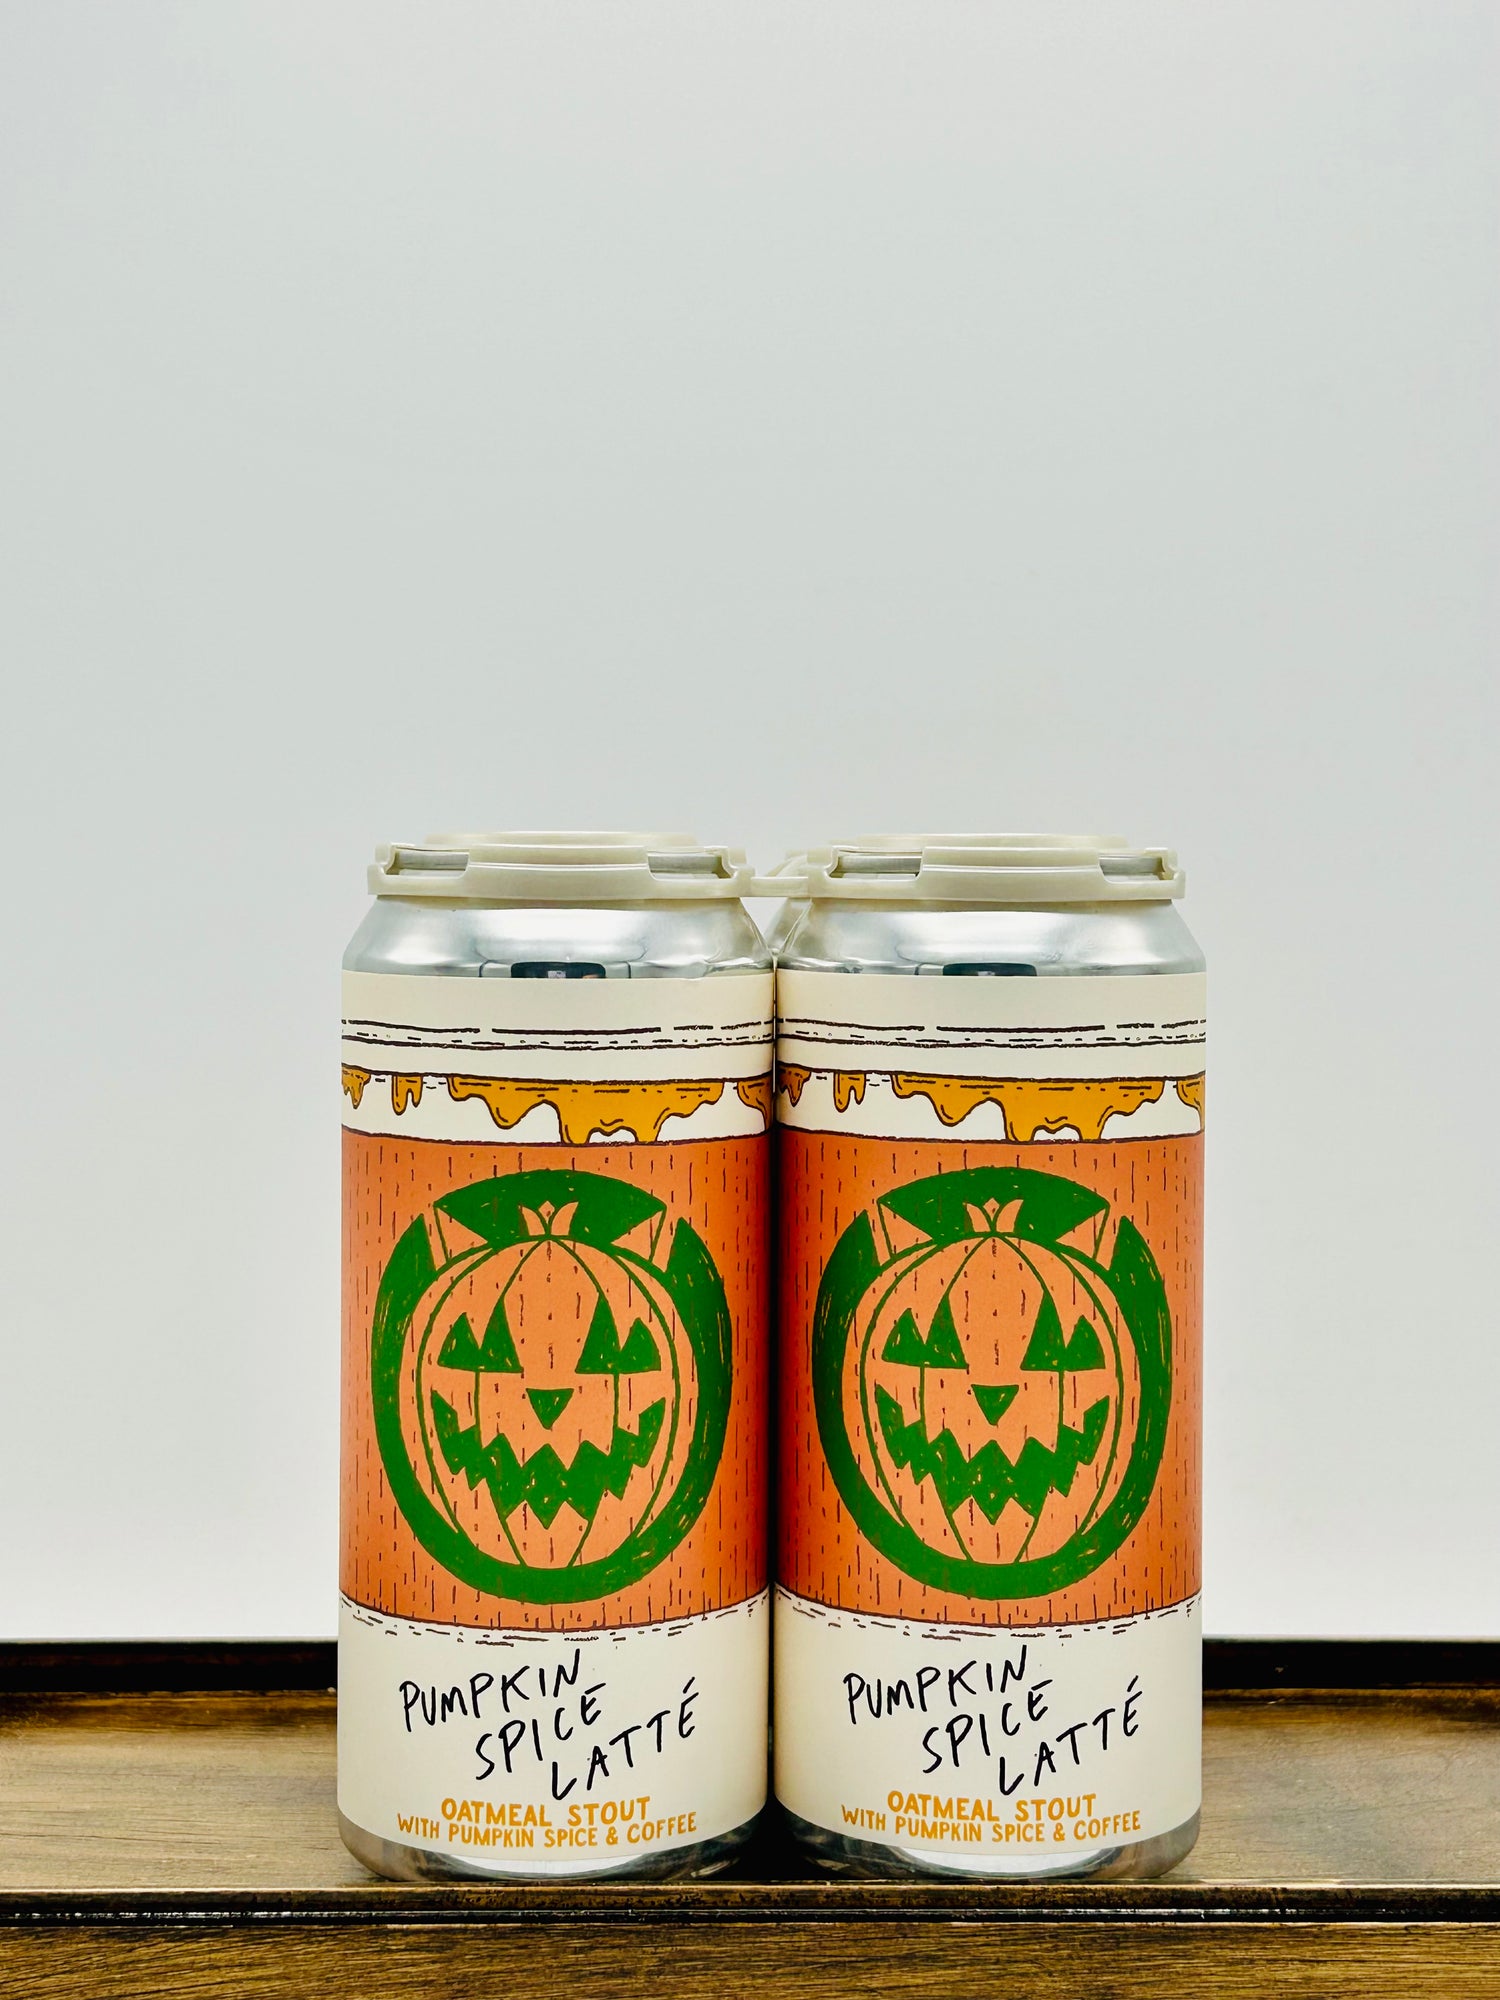 PUMPKIN
SPICE
LATTÉ
OATMEAL STOUT
WITH PUMPKIN SPICE & COFFEE
PUMPKIN
SPICE
LATTÉ
OATMEAL STOUT
WITH PUMPKIN SPICE & COFFEE